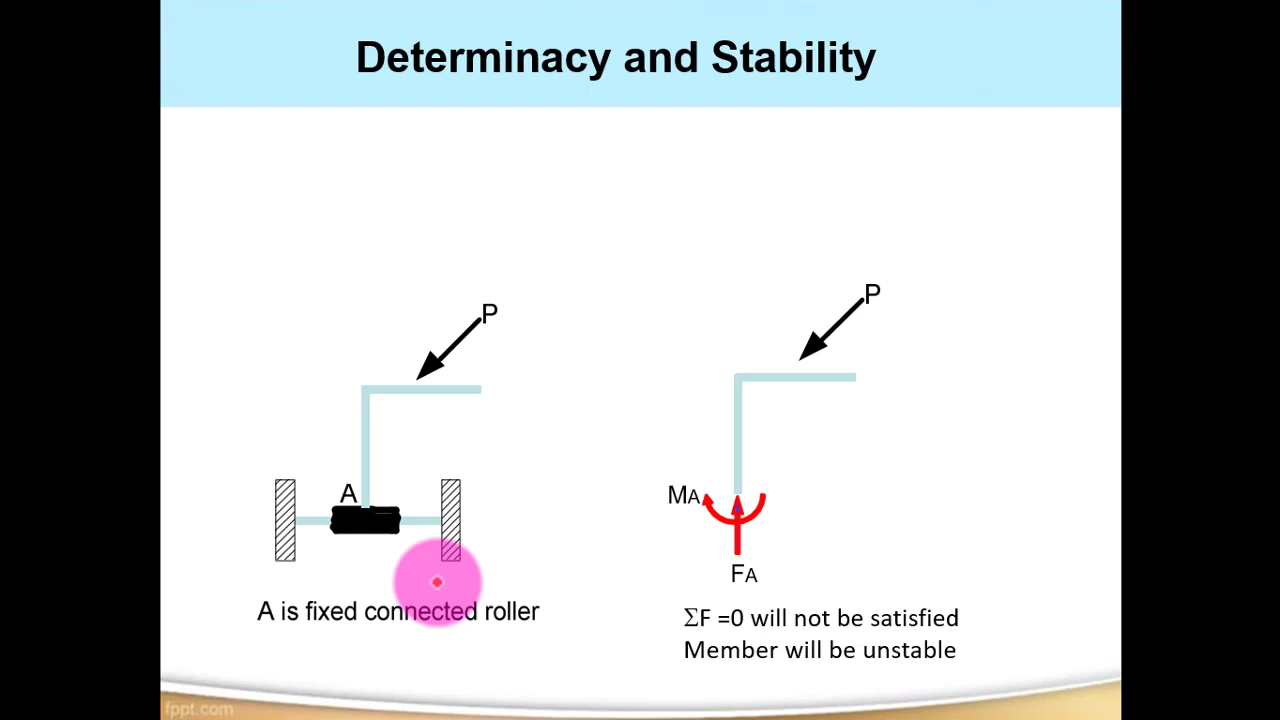 Determinacy and Stability
P
A
A is fixed connected roller
P
MA
FA
ΣF =0 will not be satisfied
Member will be unstable
fppt.com